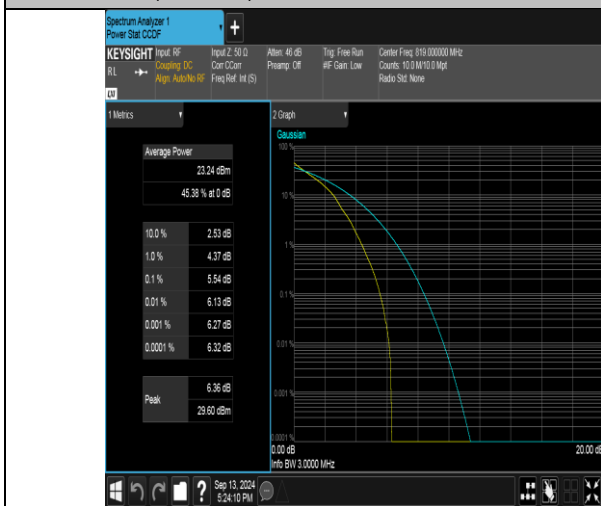 Spectrum Analyzer 1
Power Stat CCDF
+
KEYSIGHT Input: RF Input Z: 50 Ω Atten: 46 dB Trig: Free Run Center Freq: 819.000000 MHz
RL Coupling: DC Corr CCorr Preamp: Off #IF Gain: Low Counts: 10.0 M/10.0 Mpt
Align: Auto/No RF Freq Ref: Int (S) Radio Std: None
1 Metrics
2 Graph
Gaussian
Average Power
23.24 dBm
45.38 % at 0 dB
10.0 % 2.53 dB
1.0 % 4.37 dB
0.1 % 5.54 dB
0.01 % 6.13 dB
0.001 % 6.27 dB
0.0001 % 6.32 dB
Peak 6.36 dB
29.60 dBm
100 %
10 %
1 %
0.1 %
0.01 %
0.001 %
0.0001 %
0.00 dB 20.00 dB
Info BW 3.0000 MHz
? Sep 13, 2024
5:24:10 PM